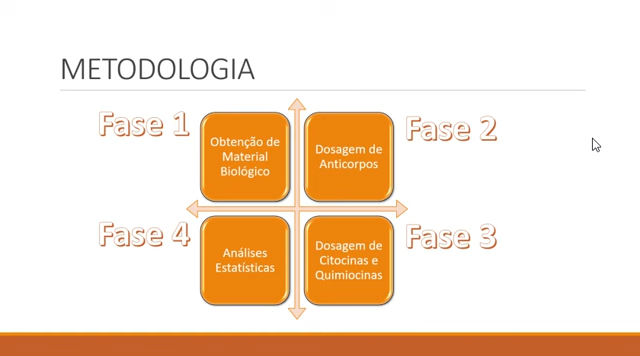 METODOLOGIA
Fase 1
Obtenção de
Material
Biológico
Dosagem de
Anticorpos
Fase 2
Fase 4
Análises
Estatísticas
Dosagem de
Citocinas e
Quimiocinas
Fase 3